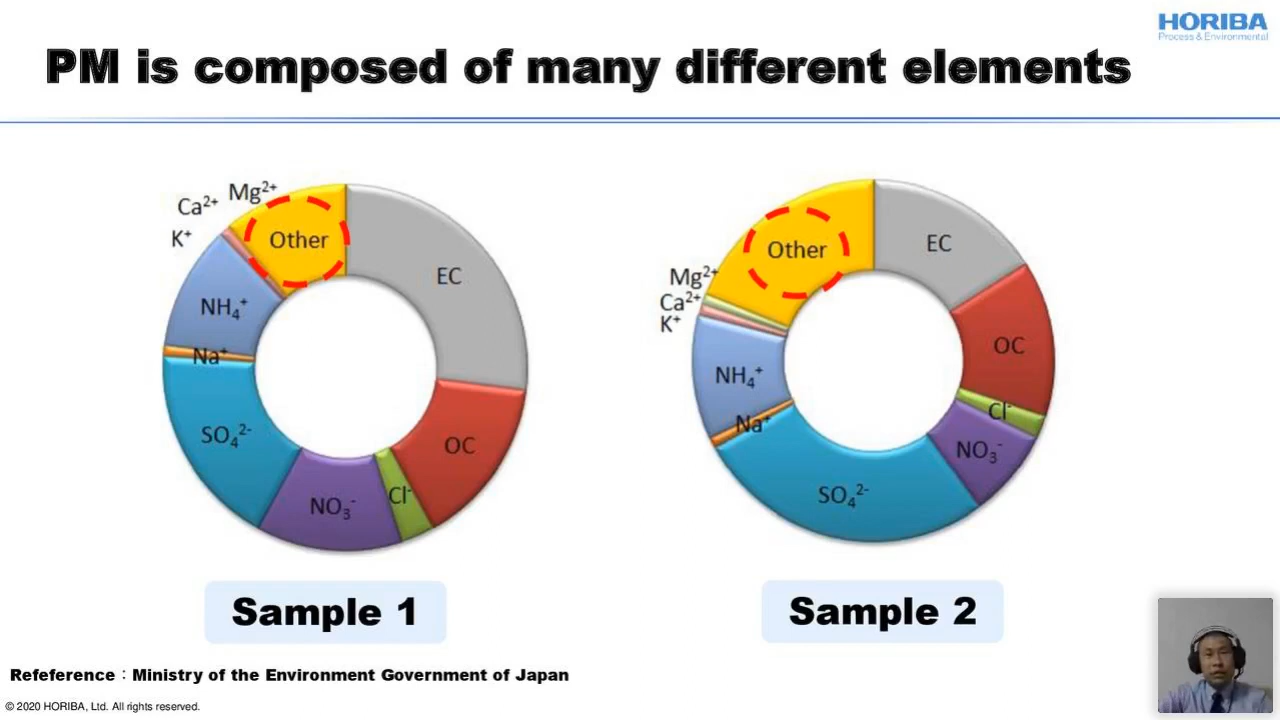 HORIBA
Process & Environmental
PM is composed of many different elements
Mg²⁺
Ca²⁺
K⁺
Other
EC
NH₄⁺
Na⁺
OC
SO₄²⁻
Cl⁻
NO₃⁻
Other
EC
Mg²⁺
Ca²⁺
K⁺
OC
NH₄⁺
Cl⁻
Na⁺
NO₃⁻
SO₄²⁻
Sample 1
Sample 2
Refeference：Ministry of the Environment Government of Japan
© 2020 HORIBA, Ltd. All rights reserved.